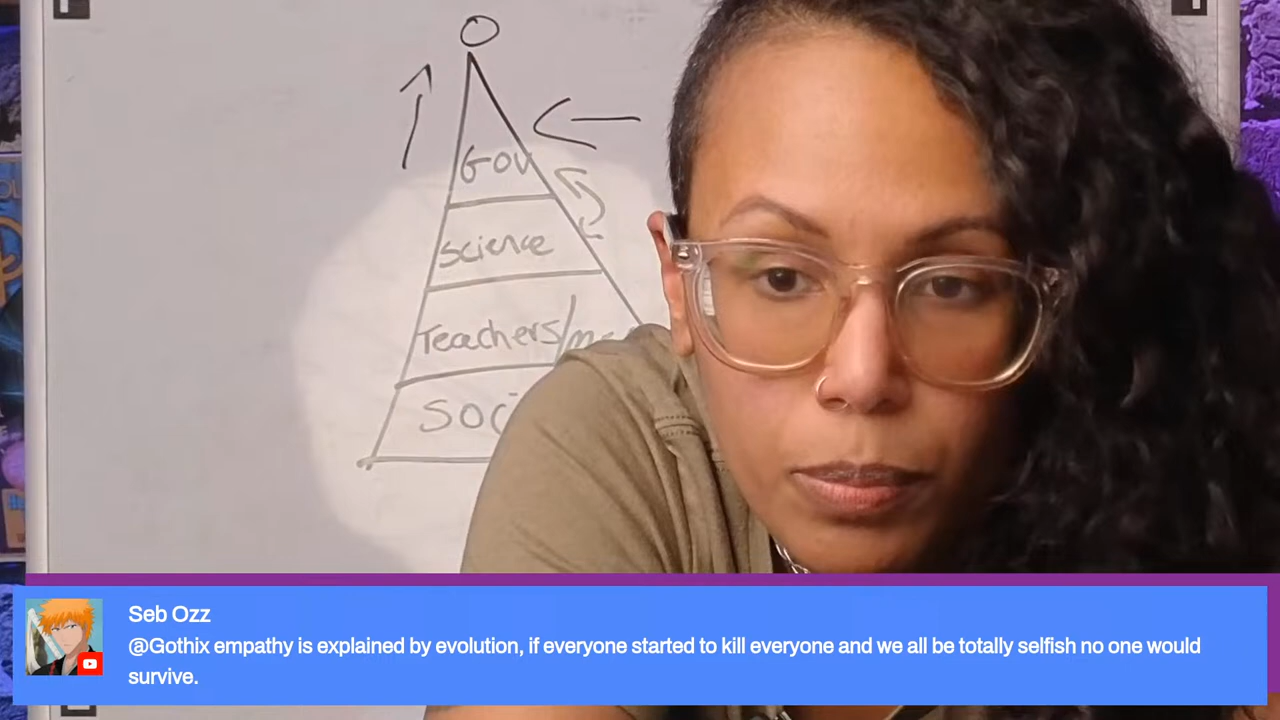 Gov
Science
Teachers/
Seb Ozz
@Gothix empathy is explained by evolution, if everyone started to kill everyone and we all be totally selfish no one would
survive.